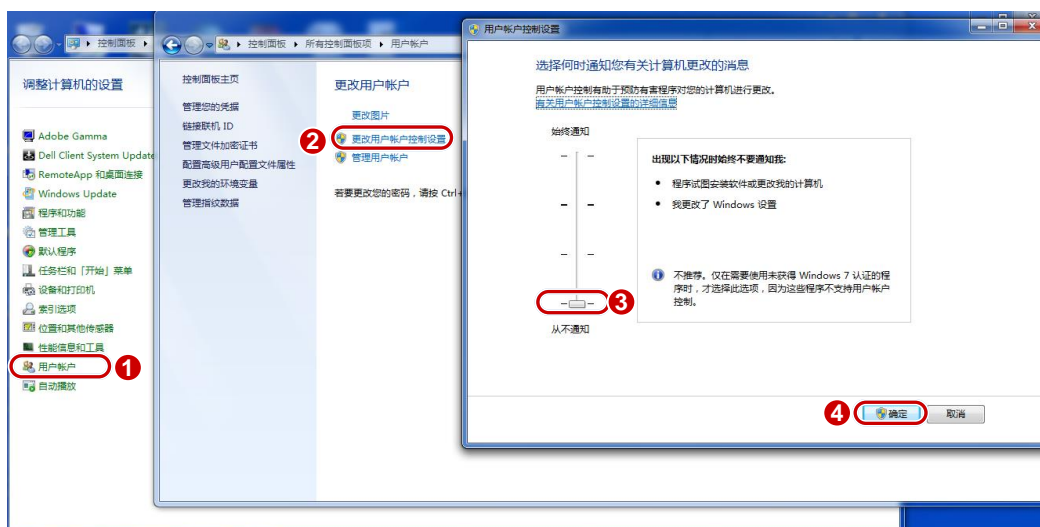 控制面板
调整计算机的设置
Adobe Gamma
Dell Client System Update
RemoteApp 和桌面连接
Windows Update
程序和功能
管理工具
默认程序
任务栏和「开始」菜单
设备和打印机
索引选项
位置和其他传感器
性能信息和工具
用户帐户
1
自动播放
控制面板 所有控制面板项 用户帐户
控制面板主页
管理您的凭据
链接联机 ID
管理文件加密证书
配置高级用户配置文件属性
更改我的环境变量
管理指纹数据
更改用户帐户
更改图片
2
更改用户帐户控制设置
管理用户帐户
若要更改您的密码，请按 Ctrl+
用户帐户控制设置
选择何时通知您有关计算机更改的消息
用户帐户控制有助于预防有害程序对您的计算机进行更改。
有关用户帐户控制设置的详细信息
始终通知
出现以下情况时始终不要通知我:
• 程序试图安装软件或更改我的计算机
• 我更改了 Windows 设置
不推荐。仅在需要使用未获得 Windows 7 认证的程
序时，才选择此选项，因为这些程序不支持用户帐户
控制。
3
从不通知
4
确定
取消